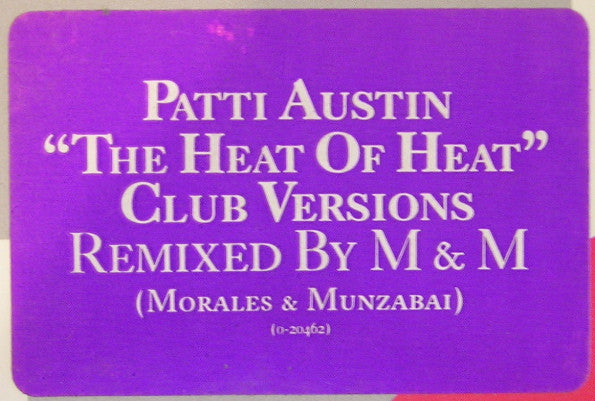 Patti Austin
“The Heat Of Heat”
Club Versions
Remixed By M & M
(Morales & Munzabai)
(0-20462)